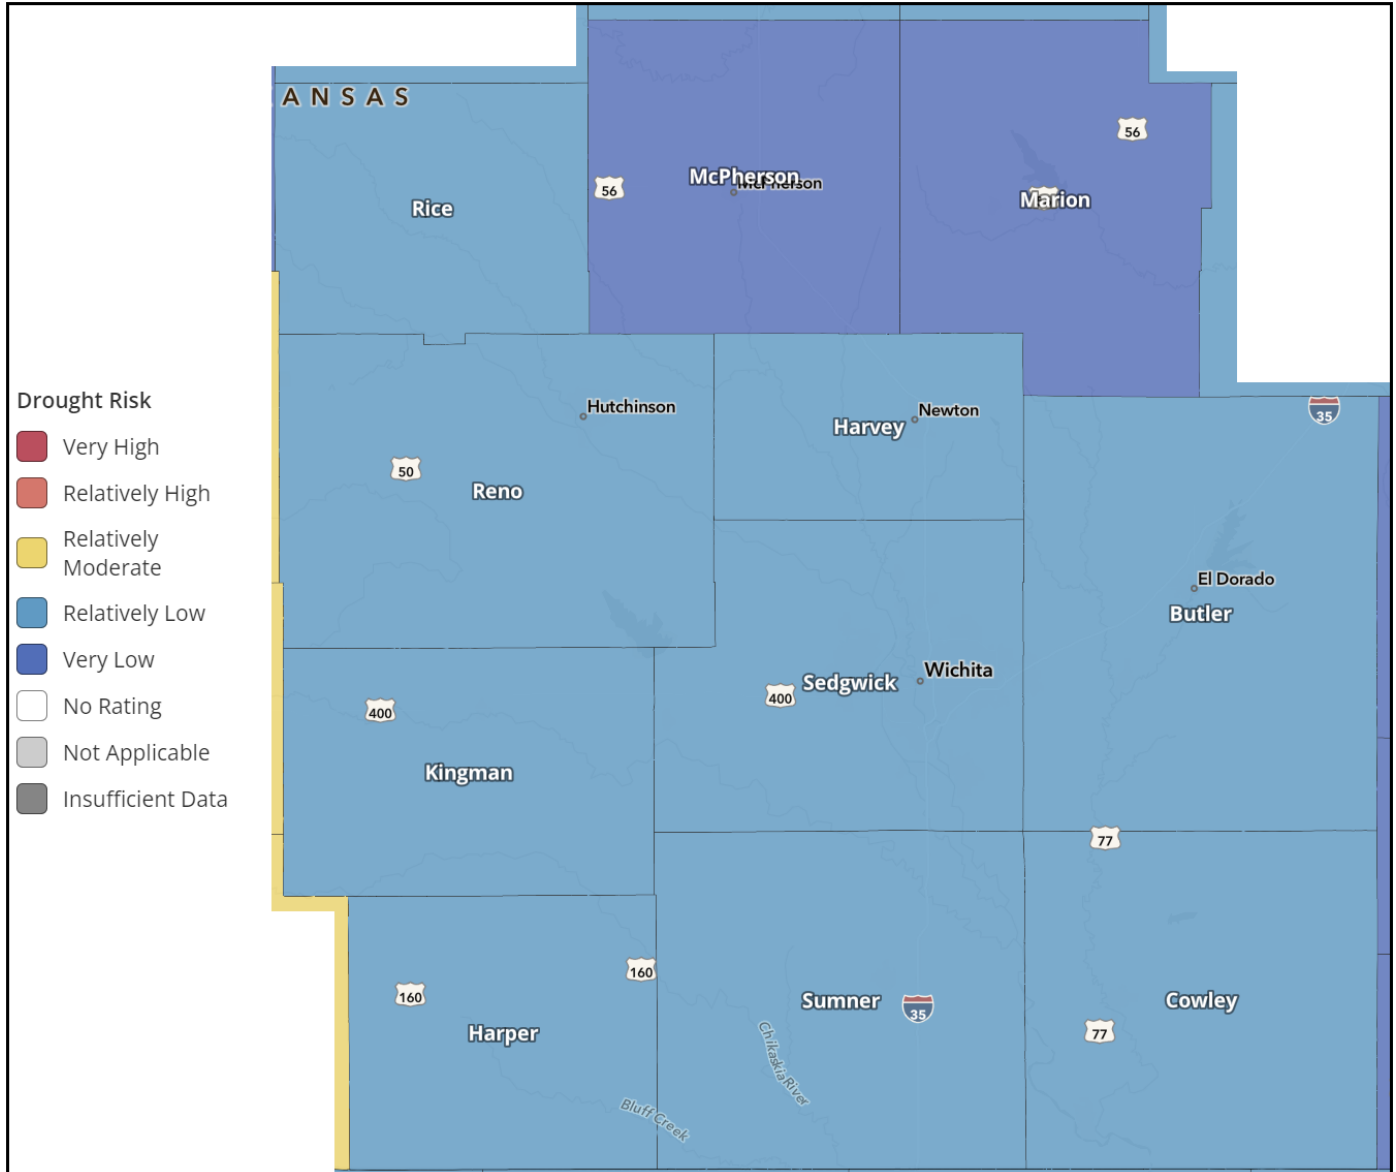 ANSAS
56
McPherson
McPherson
56
Marion
Rice
Hutchinson
Newton
35
Harvey
50
Reno
El Dorado
Butler
Wichita
Sedgwick
400
400
Kingman
77
160
160
Harper
Sumner
35
Cowley
77
Chikaskia River
Bluff Creek
Drought Risk
Very High
Relatively High
Relatively
Moderate
Relatively Low
Very Low
No Rating
Not Applicable
Insufficient Data